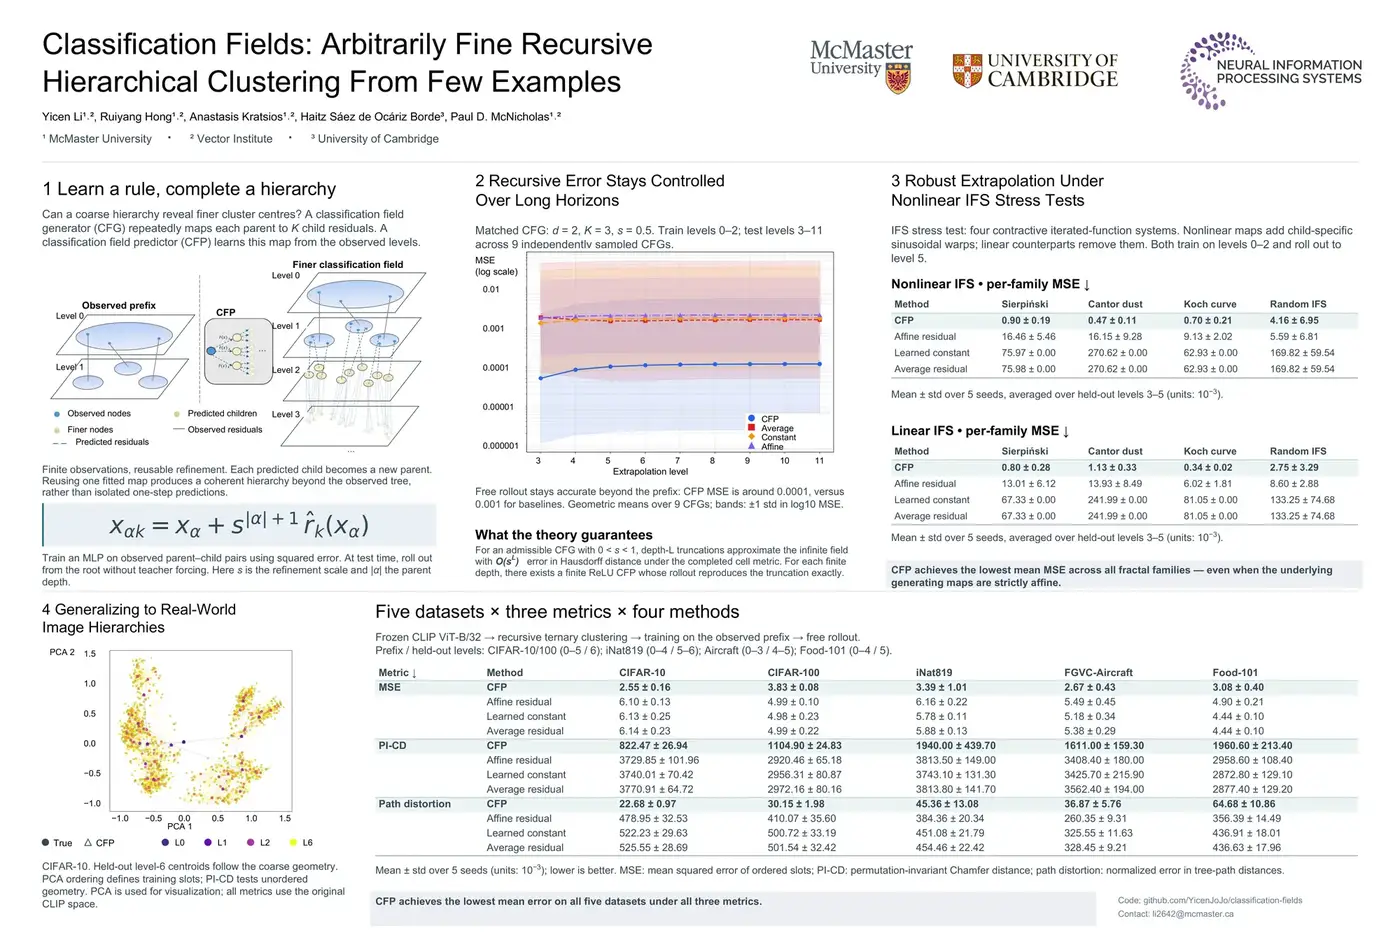 Classification Fields: Arbitrarily Fine Recursive
Hierarchical Clustering From Few Examples
Yicen Li¹,², Ruiyang Hong¹,², Anastasis Kratsios¹,², Haitz Sáez de Ocáriz Borde³, Paul D. McNicholas¹,²
¹ McMaster University • ² Vector Institute • ³ University of Cambridge
McMaster
University
UNIVERSITY OF
CAMBRIDGE
NEURAL INFORMATION
PROCESSING SYSTEMS
1 Learn a rule, complete a hierarchy
Can a coarse hierarchy reveal finer cluster centres? A classification field
generator (CFG) repeatedly maps each parent to K child residuals. A
classification field predictor (CFP) learns this map from the observed levels.
Finer classification field
Level 0
Observed prefix
Level 0
CFP
Level 1
Level 1
Level 2
Level 3
...
Observed nodes
Predicted children
Finer nodes
Observed residuals
Predicted residuals
Finite observations, reusable refinement. Each predicted child becomes a new parent.
Reusing one fitted map produces a coherent hierarchy beyond the observed tree,
rather than isolated one-step predictions.
x_{αk} = x_α + s^{|α|+1} r̂_k(x_α)
Train an MLP on observed parent–child pairs using squared error. At test time, roll out
from the root without teacher forcing. Here s is the refinement scale and |α| the parent
depth.
2 Recursive Error Stays Controlled
Over Long Horizons
Matched CFG: d = 2, K = 3, s = 0.5. Train levels 0–2; test levels 3–11
across 9 independently sampled CFGs.
MSE
(log scale)
0.01
0.001
0.0001
0.00001
0.000001
CFP
Average
Constant
Affine
3 4 5 6 7 8 9 10 11
Extrapolation level
Free rollout stays accurate beyond the prefix: CFP MSE is around 0.0001, versus
0.001 for baselines. Geometric means over 9 CFGs; bands: ±1 std in log10 MSE.
What the theory guarantees
For an admissible CFG with 0 < s < 1, depth-L truncations approximate the infinite field
with O(s^L) error in Hausdorff distance under the completed cell metric. For each finite
depth, there exists a finite ReLU CFP whose rollout reproduces the truncation exactly.
3 Robust Extrapolation Under
Nonlinear IFS Stress Tests
IFS stress test: four contractive iterated-function systems. Nonlinear maps add child-specific
sinusoidal warps; linear counterparts remove them. Both train on levels 0–2 and roll out to
level 5.
Nonlinear IFS • per-family MSE ↓
Method Sierpiński Cantor dust Koch curve Random IFS
CFP 0.90 ± 0.19 0.47 ± 0.11 0.70 ± 0.21 4.16 ± 6.95
Affine residual 16.46 ± 5.46 16.15 ± 9.28 9.13 ± 2.02 5.59 ± 6.81
Learned constant 75.97 ± 0.00 270.62 ± 0.00 62.93 ± 0.00 169.82 ± 59.54
Average residual 75.98 ± 0.00 270.62 ± 0.00 62.93 ± 0.00 169.82 ± 59.54
Mean ± std over 5 seeds, averaged over held-out levels 3–5 (units: 10⁻³).
Linear IFS • per-family MSE ↓
Method Sierpiński Cantor dust Koch curve Random IFS
CFP 0.80 ± 0.28 1.13 ± 0.33 0.34 ± 0.02 2.75 ± 3.29
Affine residual 13.01 ± 6.12 13.93 ± 8.49 6.02 ± 1.81 8.60 ± 2.88
Learned constant 67.33 ± 0.00 241.99 ± 0.00 81.05 ± 0.00 133.25 ± 74.68
Average residual 67.33 ± 0.00 241.99 ± 0.00 81.05 ± 0.00 133.25 ± 74.68
Mean ± std over 5 seeds, averaged over held-out levels 3–5 (units: 10⁻³).
CFP achieves the lowest mean MSE across all fractal families — even when the underlying
generating maps are strictly affine.
4 Generalizing to Real-World
Image Hierarchies
PCA 2
1.5
1.0
0.5
0.0
−0.5
−1.0
−1.0 −0.5 0.0 0.5 1.0 1.5
PCA 1
True CFP L0 L1 L2 L6
CIFAR-10. Held-out level-6 centroids follow the coarse geometry.
PCA ordering defines training slots; PI-CD tests unordered
geometry. PCA is used for visualization; all metrics use the original
CLIP space.
Five datasets × three metrics × four methods
Frozen CLIP ViT-B/32 → recursive ternary clustering → training on the observed prefix → free rollout.
Prefix / held-out levels: CIFAR-10/100 (0–5 / 6); iNat819 (0–4 / 5–6); Aircraft (0–3 / 4–5); Food-101 (0–4 / 5).
Metric ↓ Method CIFAR-10 CIFAR-100 iNat819 FGVC-Aircraft Food-101
MSE CFP 2.55 ± 0.16 3.83 ± 0.08 3.39 ± 1.01 2.67 ± 0.43 3.08 ± 0.40
Affine residual 6.10 ± 0.13 4.99 ± 0.10 6.16 ± 0.22 5.49 ± 0.45 4.90 ± 0.21
Learned constant 6.13 ± 0.25 4.98 ± 0.23 5.78 ± 0.11 5.18 ± 0.34 4.44 ± 0.10
Average residual 6.14 ± 0.23 4.99 ± 0.22 5.88 ± 0.13 5.38 ± 0.29 4.44 ± 0.10
PI-CD CFP 822.47 ± 26.94 1104.90 ± 24.83 1940.00 ± 439.70 1611.00 ± 159.30 1960.60 ± 213.40
Affine residual 3729.85 ± 101.96 2920.46 ± 65.18 3813.50 ± 149.00 3408.40 ± 180.00 2958.60 ± 108.40
Learned constant 3740.01 ± 70.42 2956.31 ± 80.87 3743.10 ± 131.30 3425.70 ± 215.90 2872.80 ± 129.10
Average residual 3770.91 ± 64.72 2972.16 ± 80.16 3813.80 ± 141.70 3562.40 ± 194.00 2877.40 ± 129.20
Path distortion CFP 22.68 ± 0.97 30.15 ± 1.98 45.36 ± 13.08 36.87 ± 5.76 64.68 ± 10.86
Affine residual 478.95 ± 32.53 410.07 ± 35.60 384.36 ± 20.34 260.35 ± 9.31 356.39 ± 14.49
Learned constant 522.23 ± 29.63 500.72 ± 33.19 451.08 ± 21.79 325.55 ± 11.63 436.91 ± 18.01
Average residual 525.55 ± 28.69 501.54 ± 32.42 454.46 ± 22.42 328.45 ± 9.21 436.63 ± 17.96
Mean ± std over 5 seeds (units: 10⁻³); lower is better. MSE: mean squared error of ordered slots; PI-CD: permutation-invariant Chamfer distance; path distortion: normalized error in tree-path distances.
CFP achieves the lowest mean error on all five datasets under all three metrics.
Code: github.com/YicenJoJo/classification-fields
Contact: li2642@mcmaster.ca